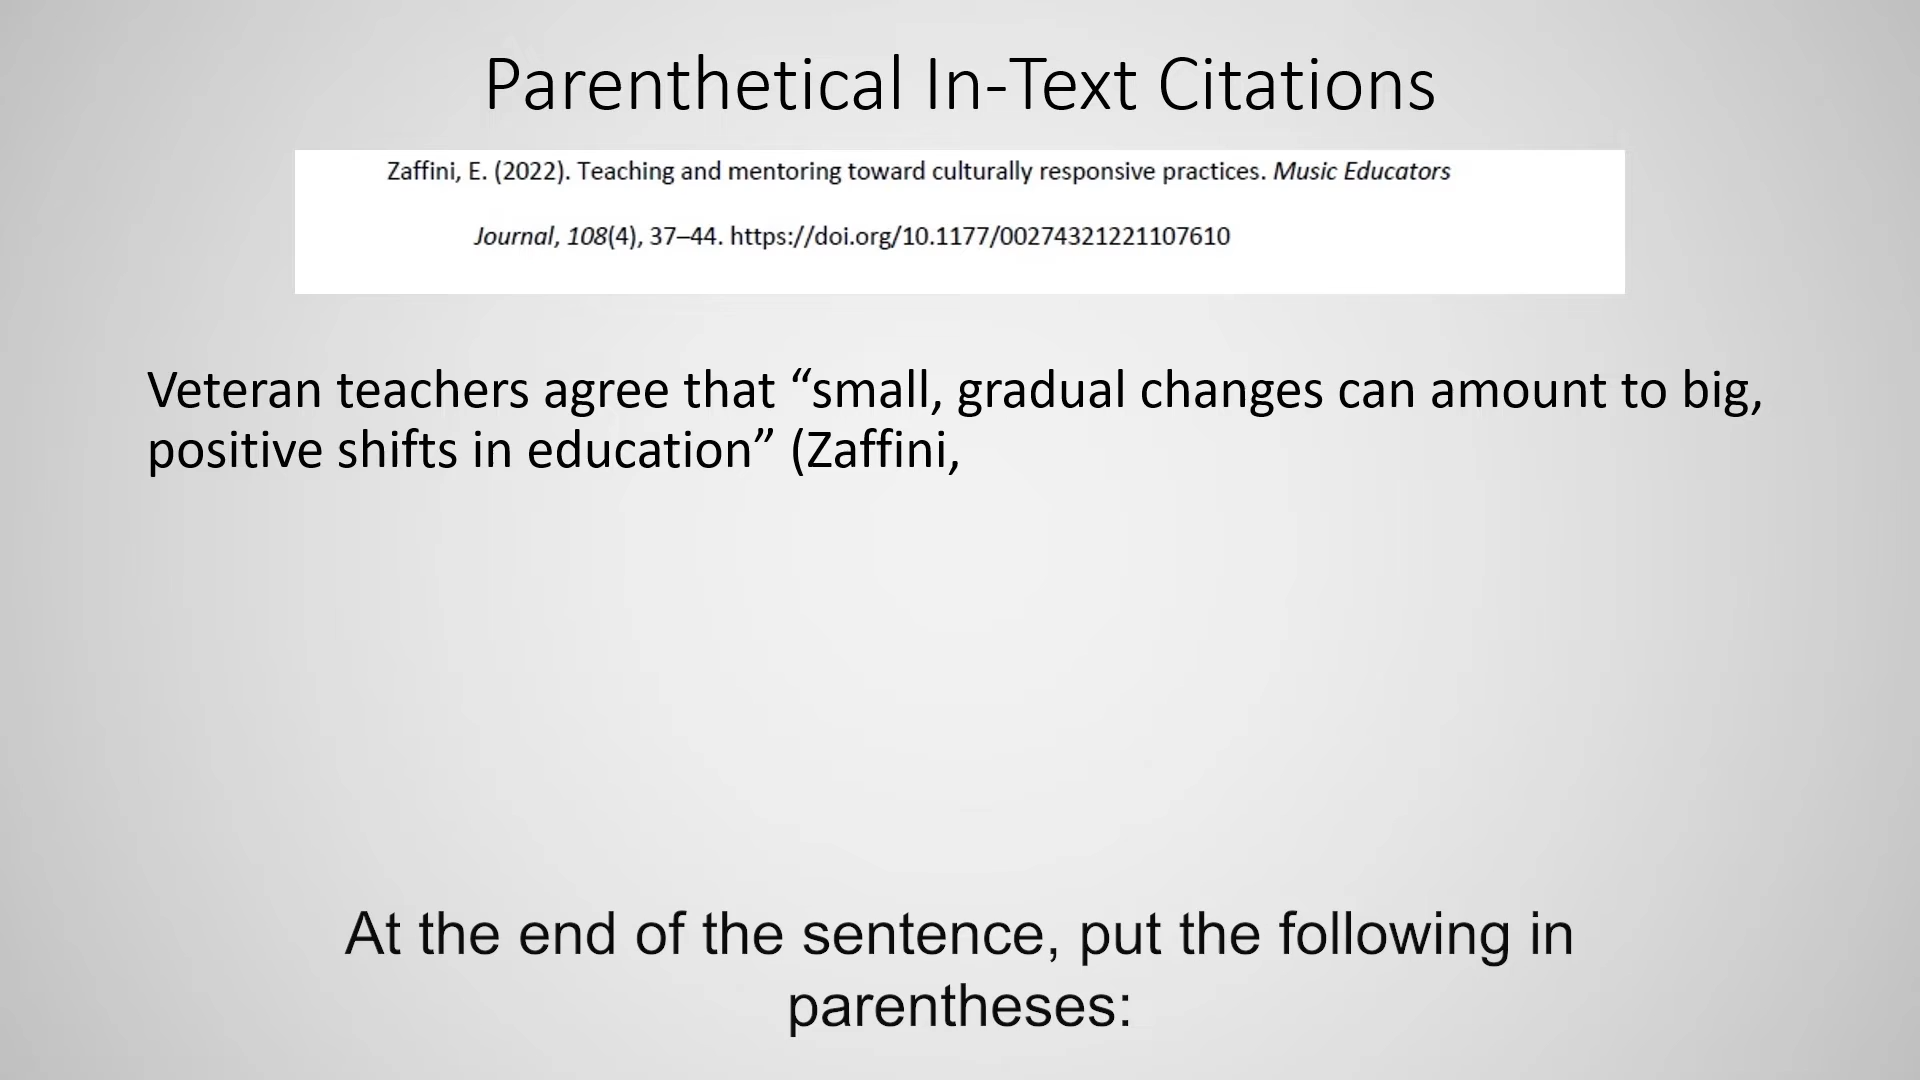 Parenthetical In-Text Citations
Zaffini, E. (2022). Teaching and mentoring toward culturally responsive practices. Music Educators
Journal, 108(4), 37–44. https://doi.org/10.1177/00274321221107610
Veteran teachers agree that “small, gradual changes can amount to big,
positive shifts in education” (Zaffini,
At the end of the sentence, put the following in
parentheses: